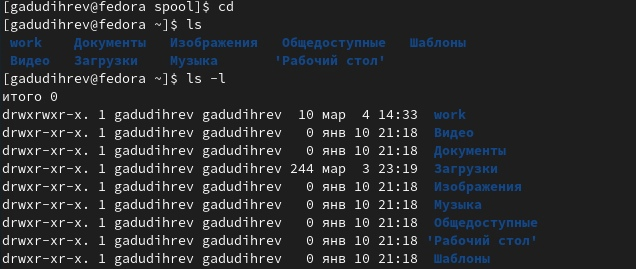 [gadudihrev@fedora spool]$ cd
[gadudihrev@fedora ~]$ ls
work Документы Изображения Общедоступные Шаблоны
Видео Загрузки Музыка 'Рабочий стол'
[gadudihrev@fedora ~]$ ls -l
итого 0
drwxrwxr-x. 1 gadudihrev gadudihrev 10 мар 4 14:33 work
drwxr-xr-x. 1 gadudihrev gadudihrev 0 янв 10 21:18 Видео
drwxr-xr-x. 1 gadudihrev gadudihrev 0 янв 10 21:18 Документы
drwxr-xr-x. 1 gadudihrev gadudihrev 244 мар 3 23:19 Загрузки
drwxr-xr-x. 1 gadudihrev gadudihrev 0 янв 10 21:18 Изображения
drwxr-xr-x. 1 gadudihrev gadudihrev 0 янв 10 21:18 Музыка
drwxr-xr-x. 1 gadudihrev gadudihrev 0 янв 10 21:18 Общедоступные
drwxr-xr-x. 1 gadudihrev gadudihrev 0 янв 10 21:18 'Рабочий стол'
drwxr-xr-x. 1 gadudihrev gadudihrev 0 янв 10 21:18 Шаблоны